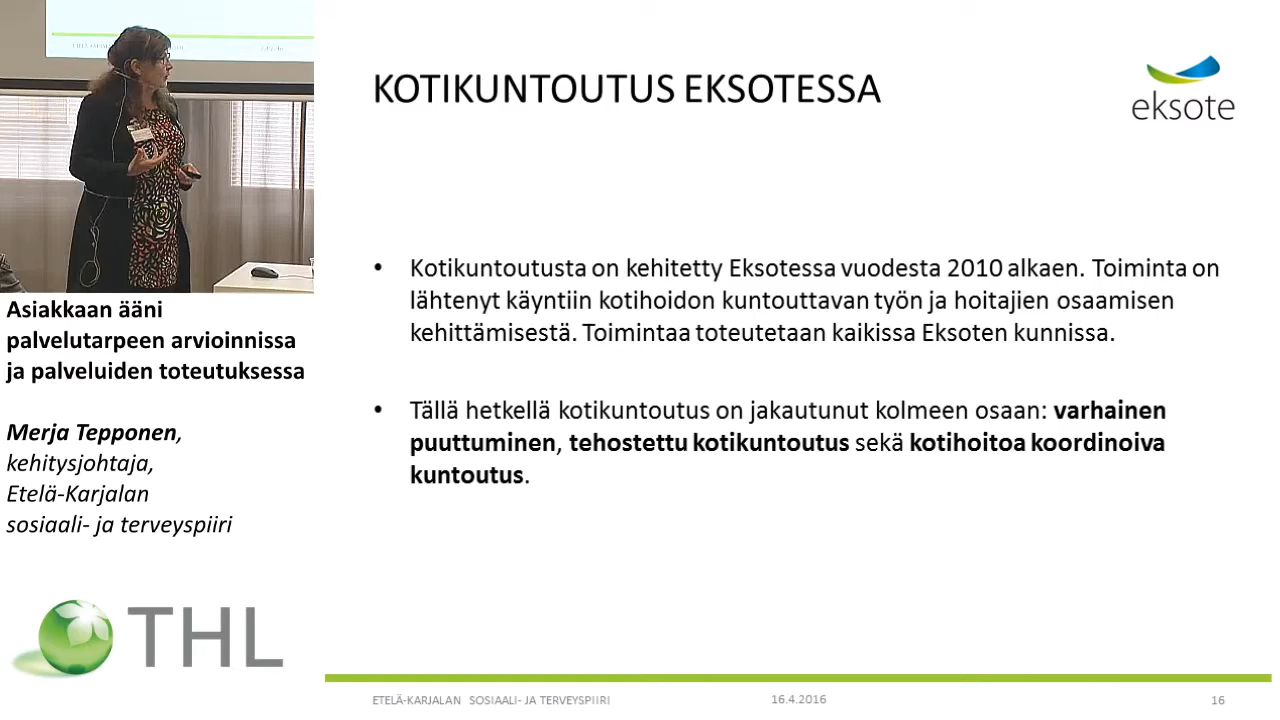 Asiakkaan ääni
palvelutarpeen arvioinnissa
ja palveluiden toteutuksessa
Merja Tepponen,
kehitysjohtaja,
Etelä-Karjalan
sosiaali- ja terveyspiiri
THL
KOTIKUNTOUTUS EKSOTESSA
eksote
• Kotikuntoutusta on kehitetty Eksotessa vuodesta 2010 alkaen. Toiminta on
lähtenyt käyntiin kotihoidon kuntouttavan työn ja hoitajien osaamisen
kehittämisestä. Toimintaa toteutetaan kaikissa Eksoten kunnissa.
• Tällä hetkellä kotikuntoutus on jakautunut kolmeen osaan: varhainen
puuttuminen, tehostettu kotikuntoutus sekä kotihoitoa koordinoiva
kuntoutus.
ETELÄ-KARJALAN SOSIAALI- JA TERVEYSPIIRI 16.4.2016 16